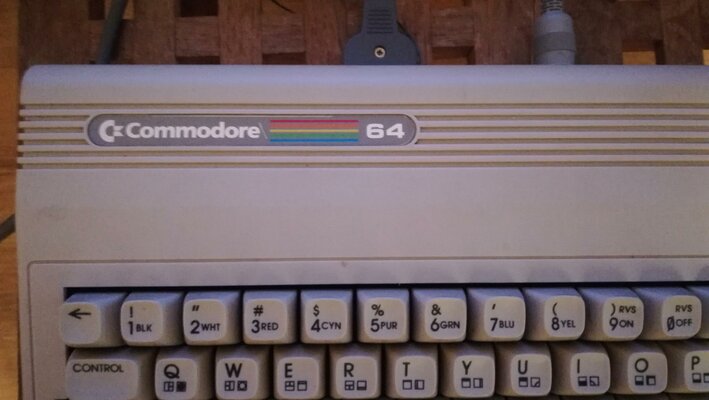 Commodore 64
← ! " # $ % & ' ( ) RVS RVS
1 BLK 2 WHT 3 RED 4 CYN 5 PUR 6 GRN 7 BLU 8 YEL 9 ON 0 OFF
CONTROL Q W E R T Y U I O P